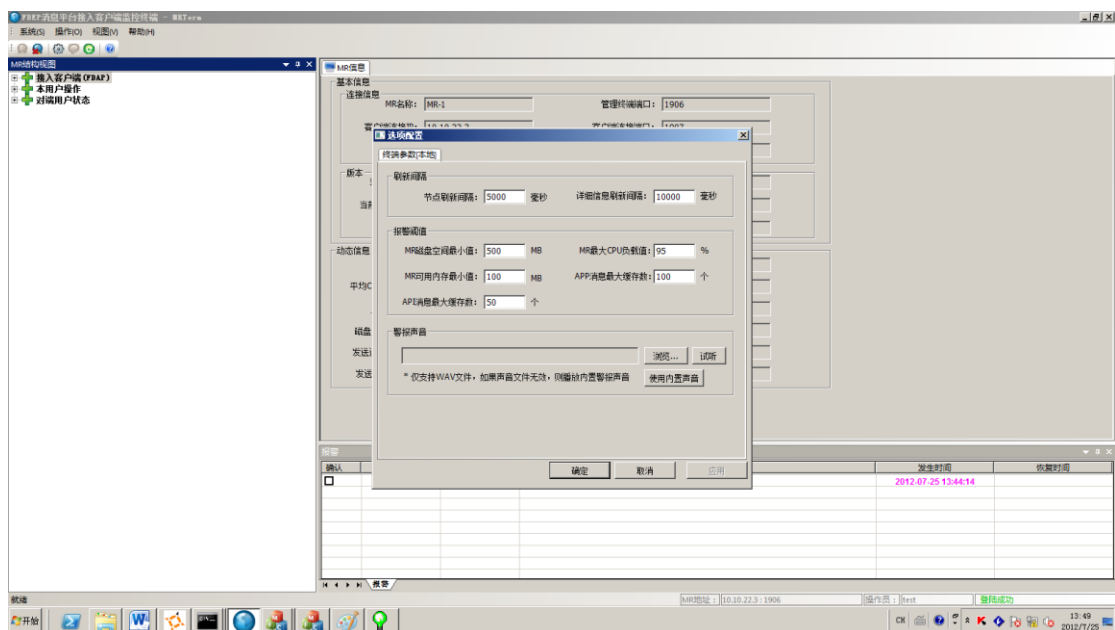 FDEP消息平台接入客户端监控终端 - MRTerm
系统(S) 操作(O) 视图(V) 帮助(H)
MR结构视图
接入客户端(FDAP)
本用户操作
对端用户状态
MR信息
基本信息
连接信息
MR名称： MR-1 管理终端端口： 1906
版本
动态信息
选项配置
终端参数[本地]
刷新间隔
节点刷新间隔： 5000 毫秒 详细信息刷新间隔： 10000 毫秒
报警阈值
MR磁盘空间最小值： 500 MB MR最大CPU负载值： 95 %
MR可用内存最小值： 100 MB APP消息最大缓存数： 100 个
API消息最大缓存数： 50 个
警报声音
浏览... 试听
* 仅支持WAV文件，如果声音文件无效，则播放内置警报声音 使用内置声音
确定 取消 应用
报警
确认 发生时间 恢复时间
2012-07-25 13:44:14
报警
就绪 MR地址： 10.10.22.3 : 1906 操作员： test 登陆成功
开始 CH 13:49
2012/7/25